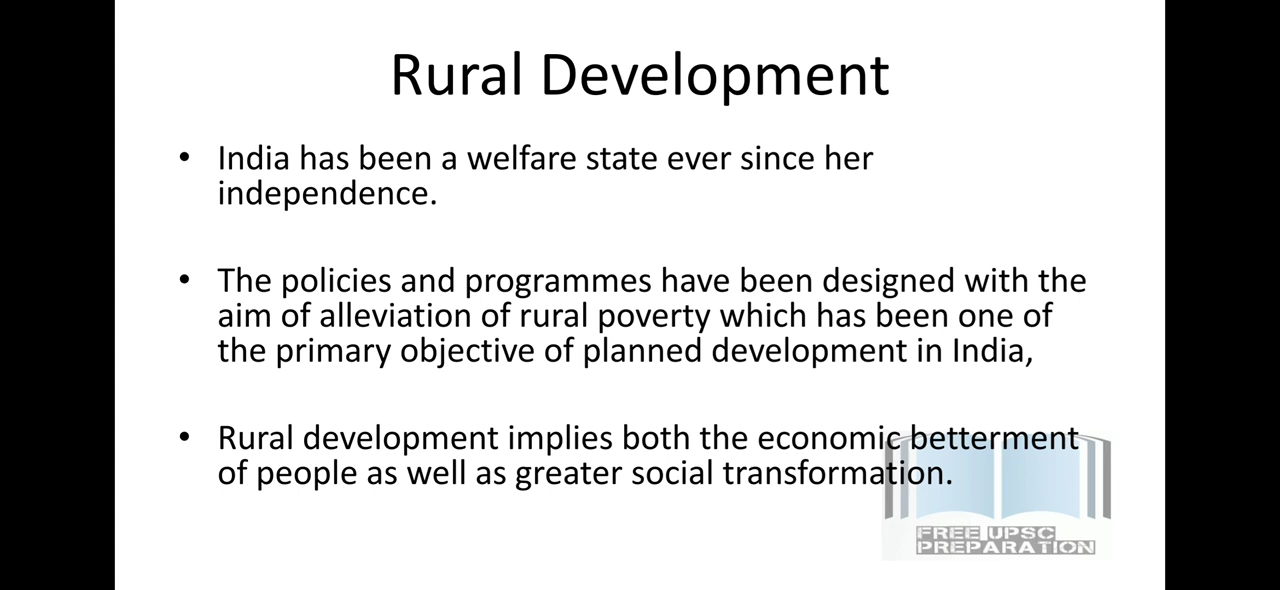 Rural Development
• India has been a welfare state ever since her
independence.
• The policies and programmes have been designed with the
aim of alleviation of rural poverty which has been one of
the primary objective of planned development in India,
• Rural development implies both the economic betterment
of people as well as greater social transformation.
FREE UPSC
PREPARATION